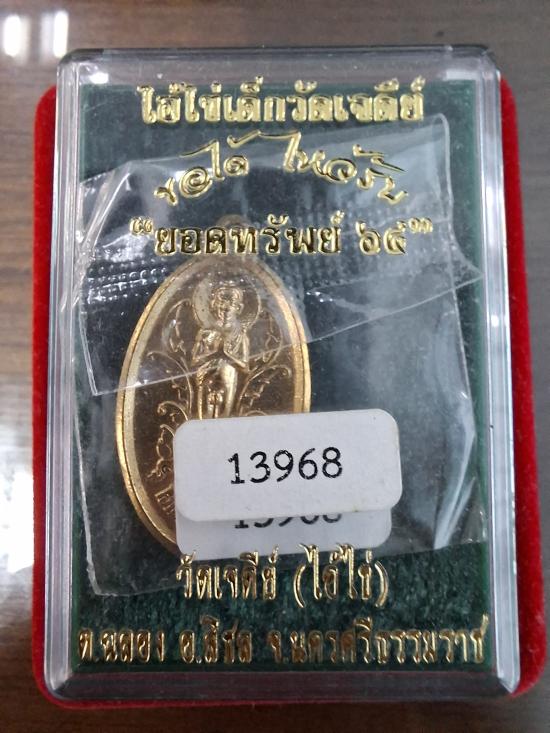 ไอ้ไข่เด็กวัดเจดีย์
ขอได้ ไหว้รับ
“ยอดทรัพย์ ๖๕”
13968
13968
วัดเจดีย์ (ไอ้ไข่)
ต.ฉลอง อ.สิชล จ.นครศรีธรรมราช